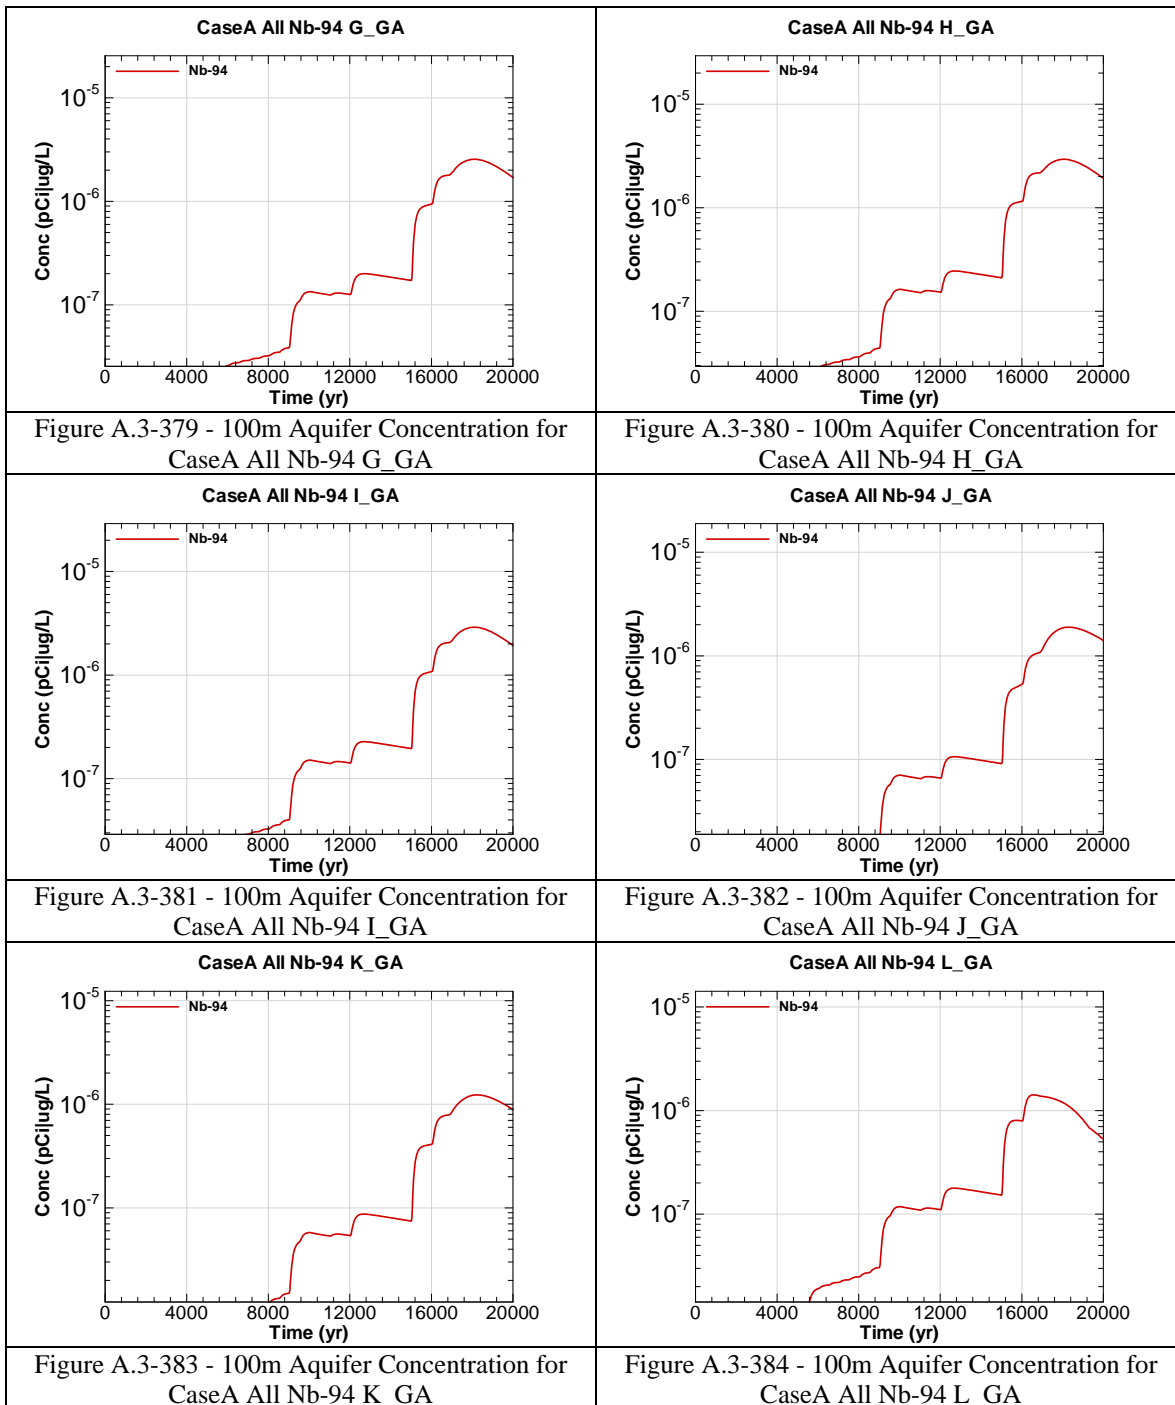 CaseA All Nb-94 G_GA
Nb-94
Conc (pCi|ug/L)
10^-5
10^-6
10^-7
0 4000 8000 12000 16000 20000
Time (yr)
Figure A.3-379 - 100m Aquifer Concentration for
CaseA All Nb-94 G_GA
CaseA All Nb-94 H_GA
Nb-94
Conc (pCi|ug/L)
10^-5
10^-6
10^-7
0 4000 8000 12000 16000 20000
Time (yr)
Figure A.3-380 - 100m Aquifer Concentration for
CaseA All Nb-94 H_GA
CaseA All Nb-94 I_GA
Nb-94
Conc (pCi|ug/L)
10^-5
10^-6
10^-7
0 4000 8000 12000 16000 20000
Time (yr)
Figure A.3-381 - 100m Aquifer Concentration for
CaseA All Nb-94 I_GA
CaseA All Nb-94 J_GA
Nb-94
Conc (pCi|ug/L)
10^-5
10^-6
10^-7
0 4000 8000 12000 16000 20000
Time (yr)
Figure A.3-382 - 100m Aquifer Concentration for
CaseA All Nb-94 J_GA
CaseA All Nb-94 K_GA
Nb-94
Conc (pCi|ug/L)
10^-5
10^-6
10^-7
0 4000 8000 12000 16000 20000
Time (yr)
Figure A.3-383 - 100m Aquifer Concentration for
CaseA All Nb-94 K_GA
CaseA All Nb-94 L_GA
Nb-94
Conc (pCi|ug/L)
10^-5
10^-6
10^-7
0 4000 8000 12000 16000 20000
Time (yr)
Figure A.3-384 - 100m Aquifer Concentration for
CaseA All Nb-94 L_GA